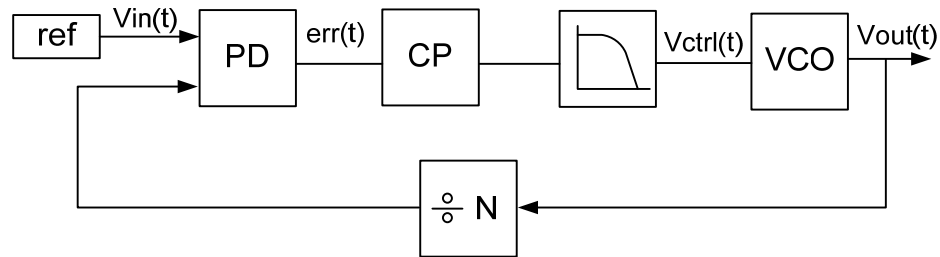 ref
Vin(t)
PD
err(t)
CP
Vctrl(t)
VCO
Vout(t)
÷ N